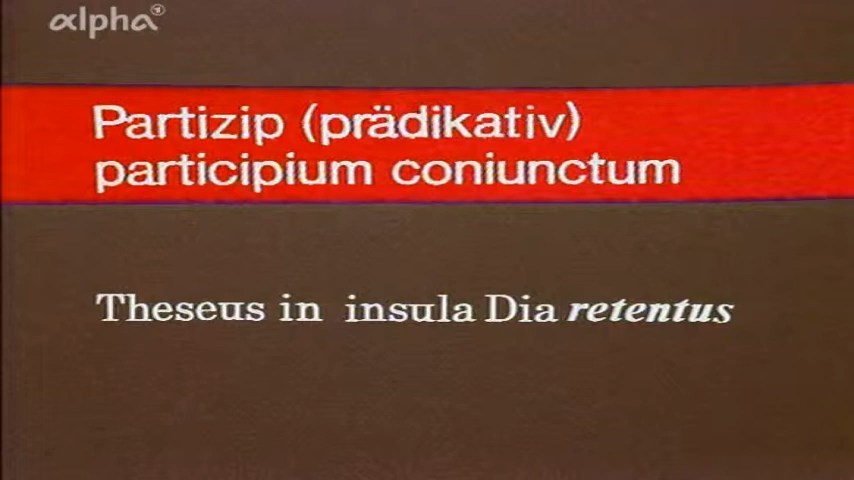 alpha
Partizip (prädikativ)
participium coniunctum
Theseus in insula Dia retentus